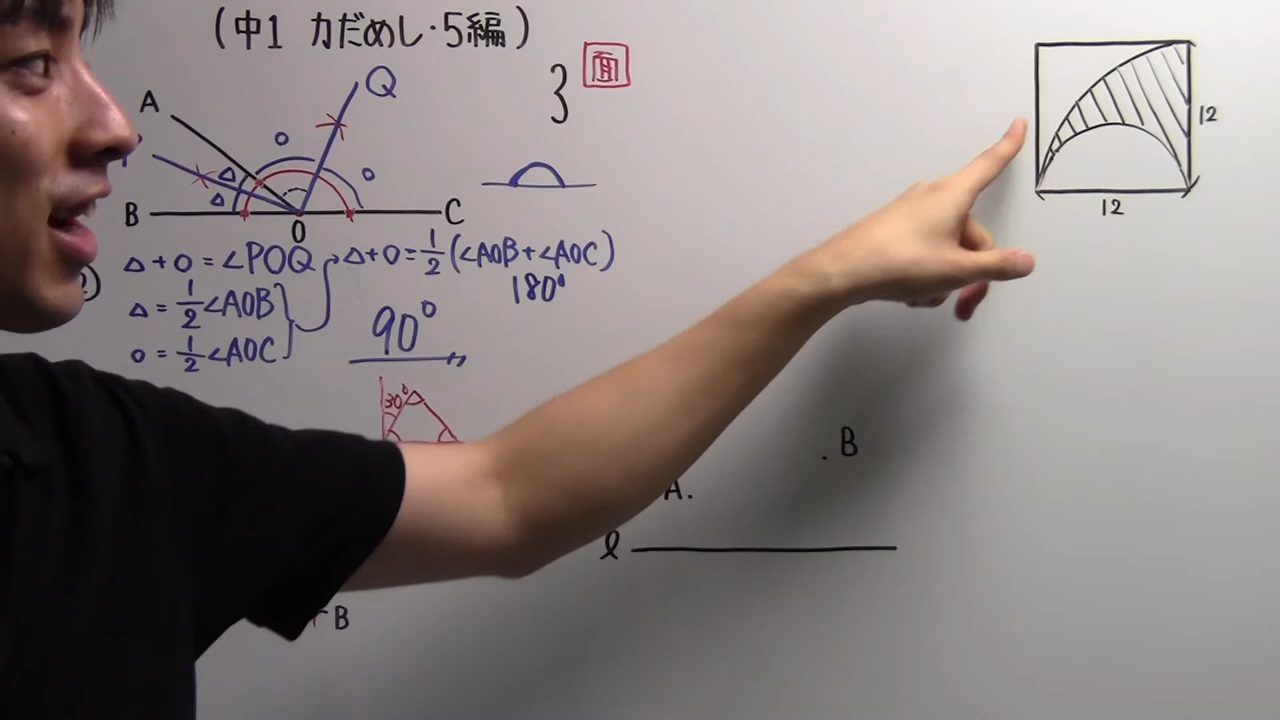 (中1 力だめし・5編)
3 画
Q
A
B
O
C
△+○=∠POQ
△=1/2∠AOB
○=1/2∠AOC
△+○=1/2(∠AOB+∠AOC)
180°
90°
30°
12
12
B
A.
ℓ
B